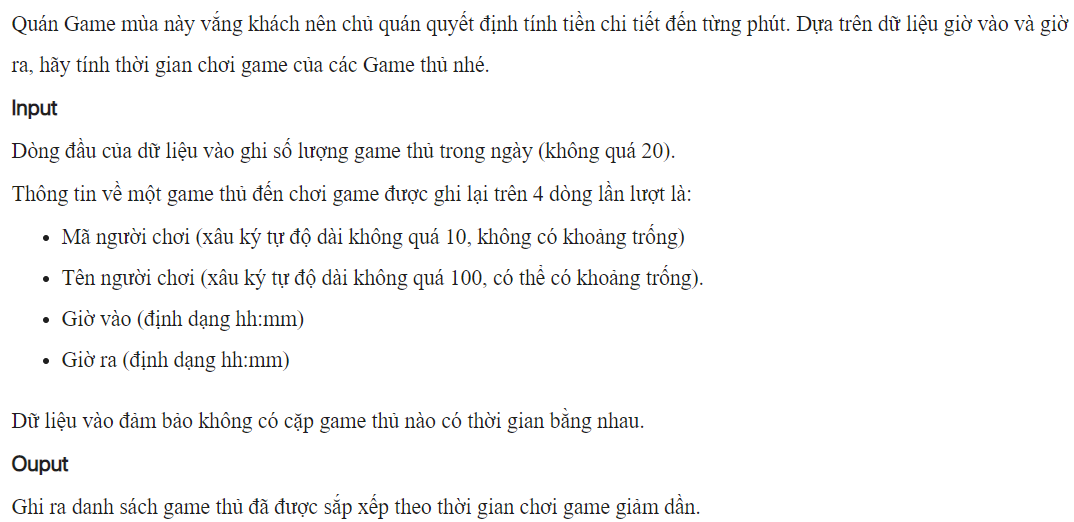 Quán Game mùa này vắng khách nên chủ quán quyết định tính tiền chi tiết đến từng phút. Dựa trên dữ liệu giờ vào và giờ
ra, hãy tính thời gian chơi game của các Game thủ nhé.
Input
Dòng đầu của dữ liệu vào ghi số lượng game thủ trong ngày (không quá 20).
Thông tin về một game thủ đến chơi game được ghi lại trên 4 dòng lần lượt là:
• Mã người chơi (xâu ký tự độ dài không quá 10, không có khoảng trống)
• Tên người chơi (xâu ký tự độ dài không quá 100, có thể có khoảng trống).
• Giờ vào (định dạng hh:mm)
• Giờ ra (định dạng hh:mm)
Dữ liệu vào đảm bảo không có cặp game thủ nào có thời gian bằng nhau.
Ouput
Ghi ra danh sách game thủ đã được sắp xếp theo thời gian chơi game giảm dần.